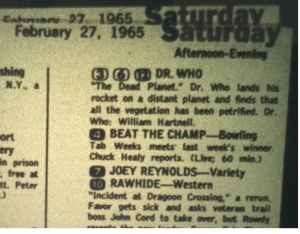 February 27, 1965 Saturday
February 27, 1965 Saturday
Afternoon-Evening
shing
N.Y., a
ort
ery
in prison
, free at
tt. Peter
.)
3 6 12 DR. WHO
"The Dead Planet." Dr. Who lands his
rocket on a distant planet and finds that
all the vegetation has been petrified. Dr.
Who: William Hartnell.
4 BEAT THE CHAMP—Bowling
Tab Weeks meets last week's winner
Chuck Healy reports. (Live; 60 min.)
7 JOEY REYNOLDS—Variety
10 RAWHIDE—Western
"Incident at Dragoon Crossing," a rerun.
Favor gets sick and asks veteran trail
boss John Cord to take over, but Rowdy